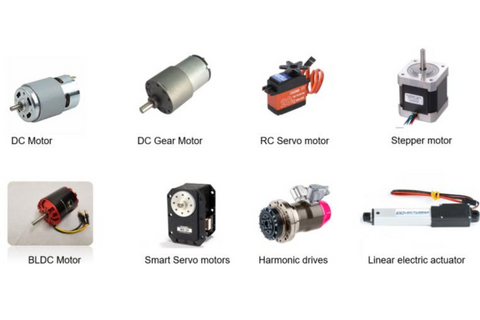 DC Motor
DC Gear Motor
RC Servo motor
Stepper motor
BLDC Motor
Smart Servo motors
Harmonic drives
Linear electric actuator